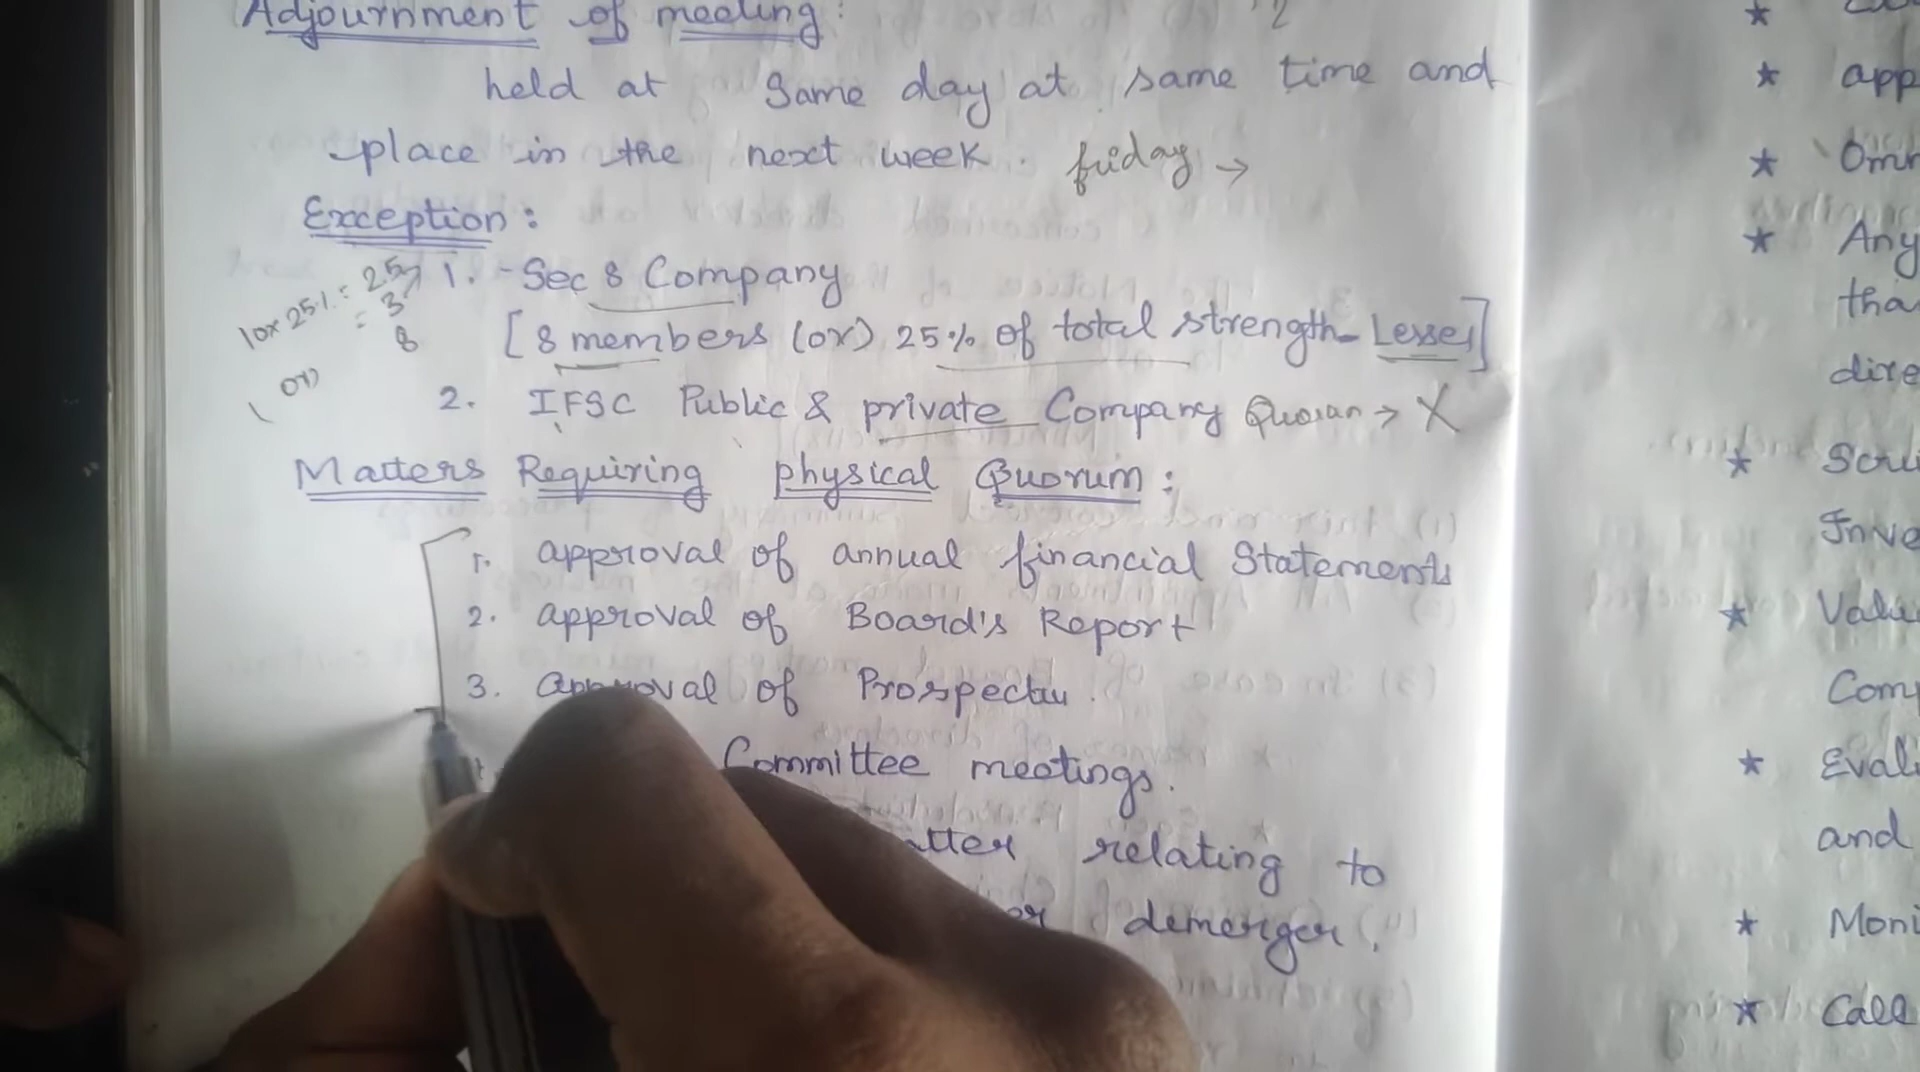 Adjournment of meeting:
held at same day at same time and
place in the next week. friday →
Exception:
10x 25% = 2.5
= 3
8
(or)
1. Sec 8 Company
[8 members (or) 25% of total strength - Lesser]
2. IFSC Public & private Company Quoran → X
Matters Requiring physical Quorum:
1. approval of annual financial Statements
2. approval of Board's Report
3. approval of Prospectus.
Committee meetings.
relating to
demerger.
★
★ app
★
★ Any
tha
dire
★
★ Valu
Com
★ Eval
and
★ Moni
★ Call